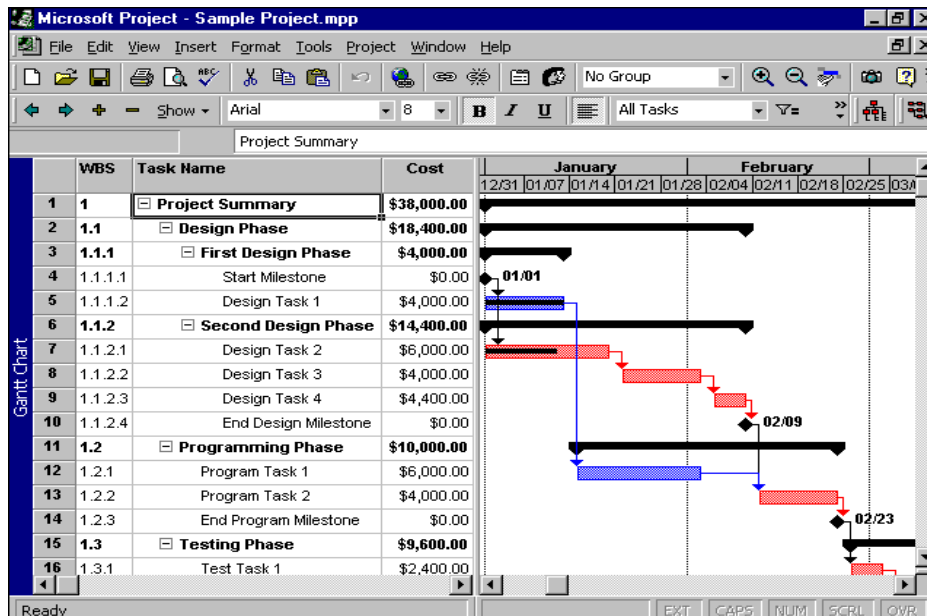 Microsoft Project - Sample Project.mpp
File Edit View Insert Format Tools Project Window Help
ABC No Group
Show Arial 8 B I U All Tasks
Project Summary
WBS Task Name Cost January February
12/31 01/07 01/14 01/21 01/28 02/04 02/11 02/18 02/25
1 1 Project Summary $38,000.00
2 1.1 Design Phase $18,400.00
3 1.1.1 First Design Phase $4,000.00
4 1.1.1.1 Start Milestone $0.00 01/01
5 1.1.1.2 Design Task 1 $4,000.00
6 1.1.2 Second Design Phase $14,400.00
7 1.1.2.1 Design Task 2 $6,000.00
8 1.1.2.2 Design Task 3 $4,000.00
9 1.1.2.3 Design Task 4 $4,400.00
10 1.1.2.4 End Design Milestone $0.00 02/09
11 1.2 Programming Phase $10,000.00
12 1.2.1 Program Task 1 $6,000.00
13 1.2.2 Program Task 2 $4,000.00
14 1.2.3 End Program Milestone $0.00 02/23
15 1.3 Testing Phase $9,600.00
16 1.3.1 Test Task 1 $2,400.00
Gantt Chart
Ready EXT CAPS NUM SCRL OVR